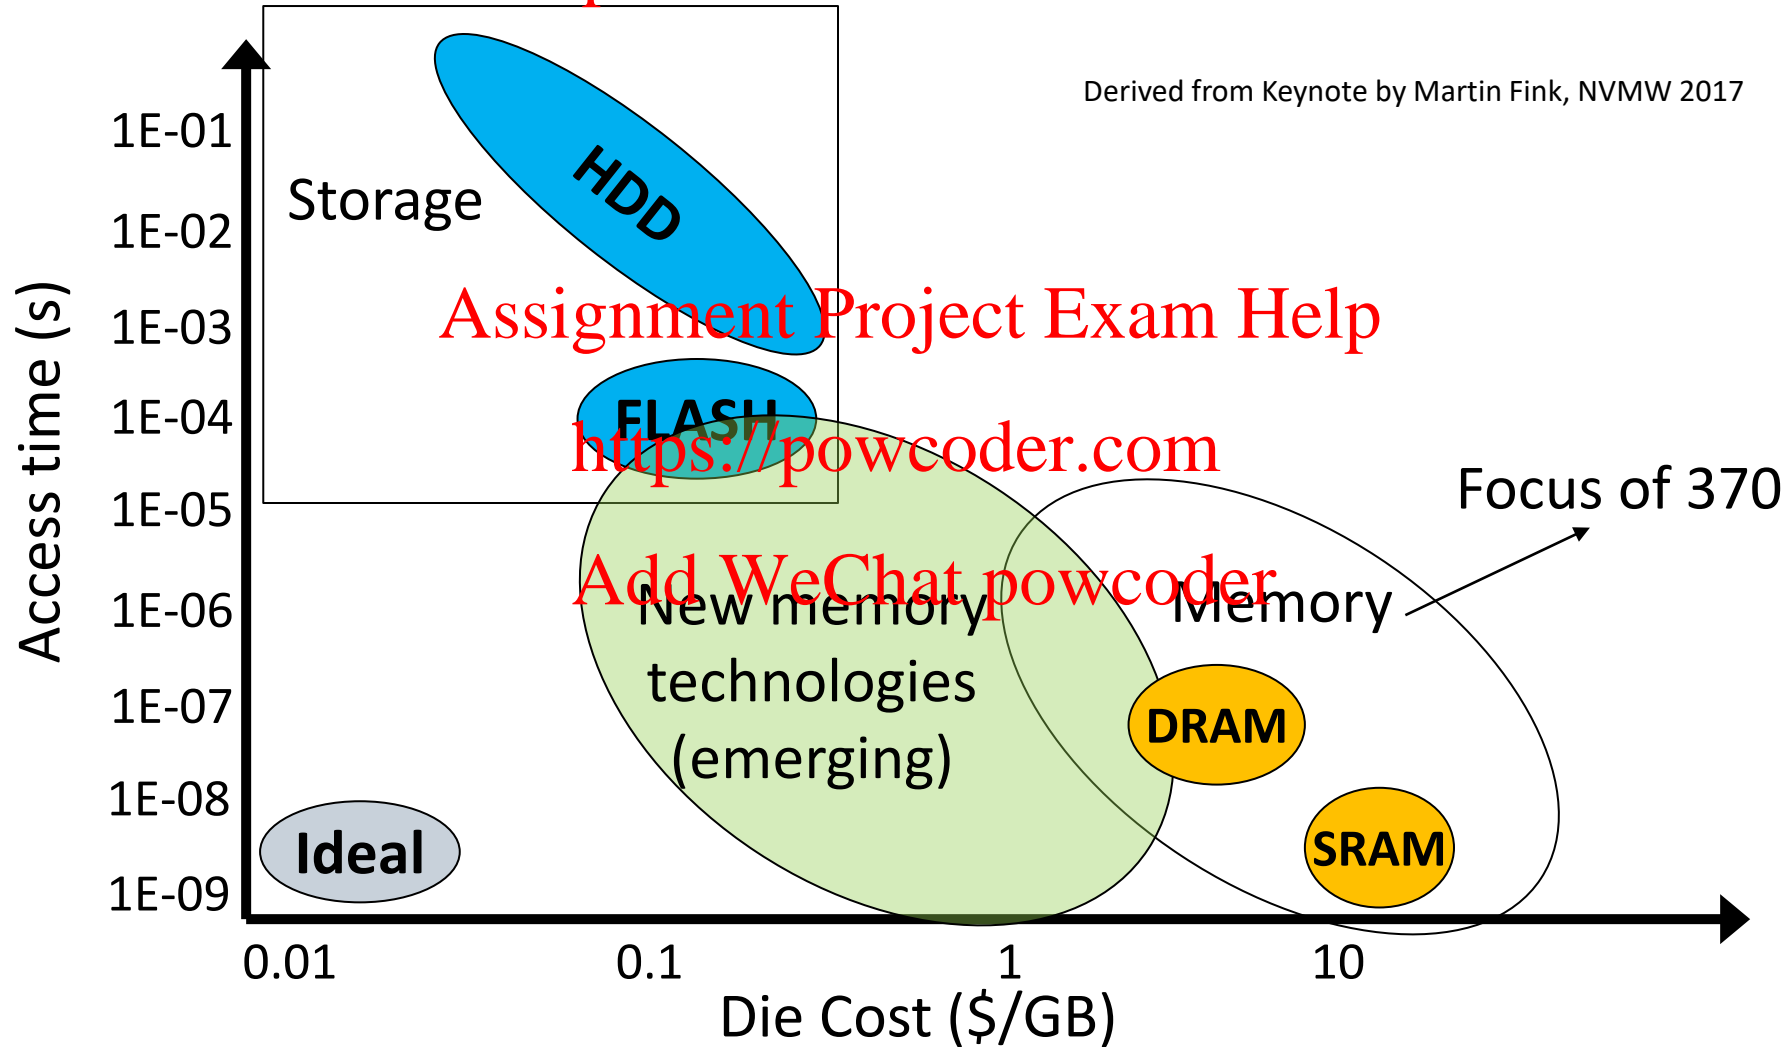 Derived from Keynote by Martin Fink, NVMW 2017
1E-01
HDD
Storage
1E-02
Access time (s)
1E-03
Assignment Project Exam Help
1E-04
FLASH
https://powcoder.com
1E-05
Focus of 370
Add WeChat powcoder
1E-06
New memory
technologies
(emerging)
Memory
1E-07
DRAM
1E-08
Ideal
SRAM
1E-09
0.01
0.1
1
10
Die Cost ($/GB)